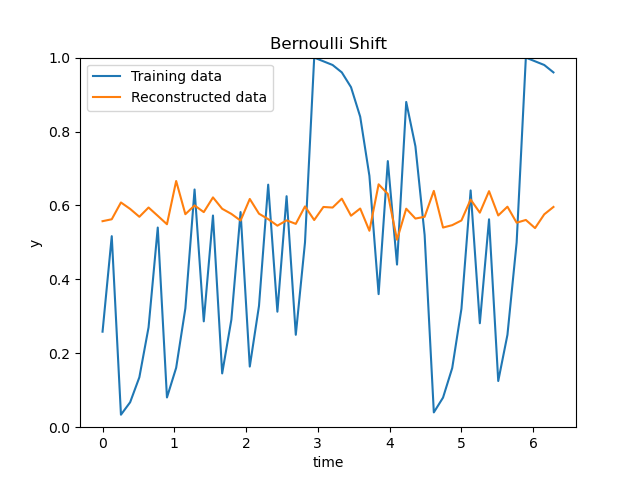 Bernoulli Shift
Training data
Reconstructed data
y
1.0
0.8
0.6
0.4
0.2
0.0
0 1 2 3 4 5 6
time